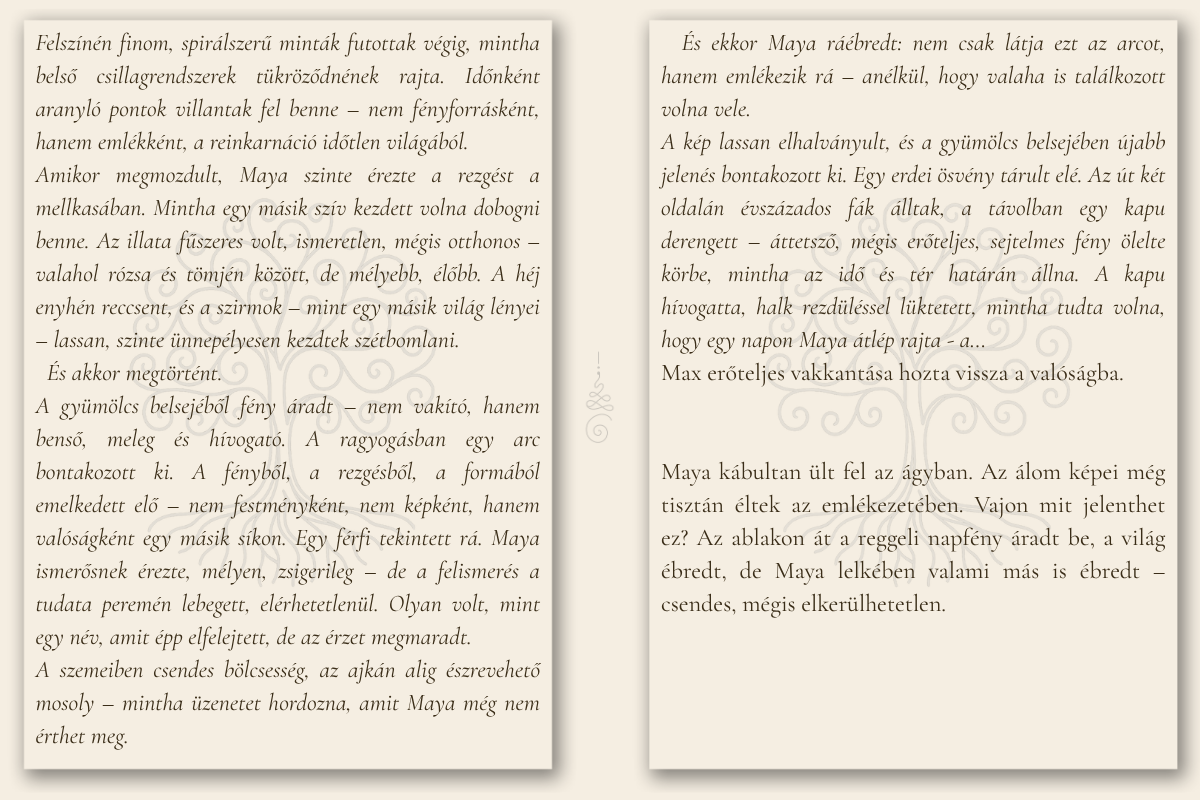 Felszínén finom, spirálszerű minták futottak végig, mintha
belső csillagrendszerek tükröződnének rajta. Időnként
aranyló pontok villantak fel benne – nem fényforrásként,
hanem emlékként, a reinkarnáció időtlen világából.
Amikor megmozdult, Maya szinte érezte a rezgést a
mellkasában. Mintha egy másik szív kezdett volna dobogni
benne. Az illata fűszeres volt, ismeretlen, mégis otthonos –
valahol rózsa és tömjén között, de mélyebb, élőbb. A héj
enyhén reccsent, és a szirmok – mint egy másik világ lényei
– lassan, szinte ünnepélyesen kezdtek szétbomlani.
És akkor megtörtént.
A gyümölcs belsejéből fény áradt – nem vakító, hanem
benső, meleg és hívogató. A ragyogásban egy arc
bontakozott ki. A fényből, a rezgésből, a formából
emelkedett elő – nem festményként, nem képként, hanem
valóságként egy másik síkon. Egy férfi tekintett rá. Maya
ismerősnek érezte, mélyen, zsigerileg – de a felismerés a
tudata peremén lebegett, elérhetetlenül. Olyan volt, mint
egy név, amit épp elfelejtett, de az érzet megmaradt.
A szemeiben csendes bölcsesség, az ajkán alig észrevehető
mosoly – mintha üzenetet hordozna, amit Maya még nem
érthet meg.
És ekkor Maya ráébredt: nem csak látja ezt az arcot,
hanem emlékezik rá – anélkül, hogy valaha is találkozott
volna vele.
A kép lassan elhalványult, és a gyümölcs belsejében újabb
jelenés bontakozott ki. Egy erdei ösvény tárult elé. Az út két
oldalán évszázados fák álltak, a távolban egy kapu
derengett – áttetsző, mégis erőteljes, sejtelmes fény ölelte
körbe, mintha az idő és tér határán állna. A kapu
hívogatta, halk rezdüléssel lüktetett, mintha tudta volna,
hogy egy napon Maya átlép rajta - a...
Max erőteljes vakkantása hozta vissza a valóságba.
Maya kábultan ült fel az ágyban. Az álom képei még
tisztán éltek az emlékezetében. Vajon mit jelenthet
ez? Az ablakon át a reggeli napfény áradt be, a világ
ébredt, de Maya lelkében valami más is ébredt –
csendes, mégis elkerülhetetlen.